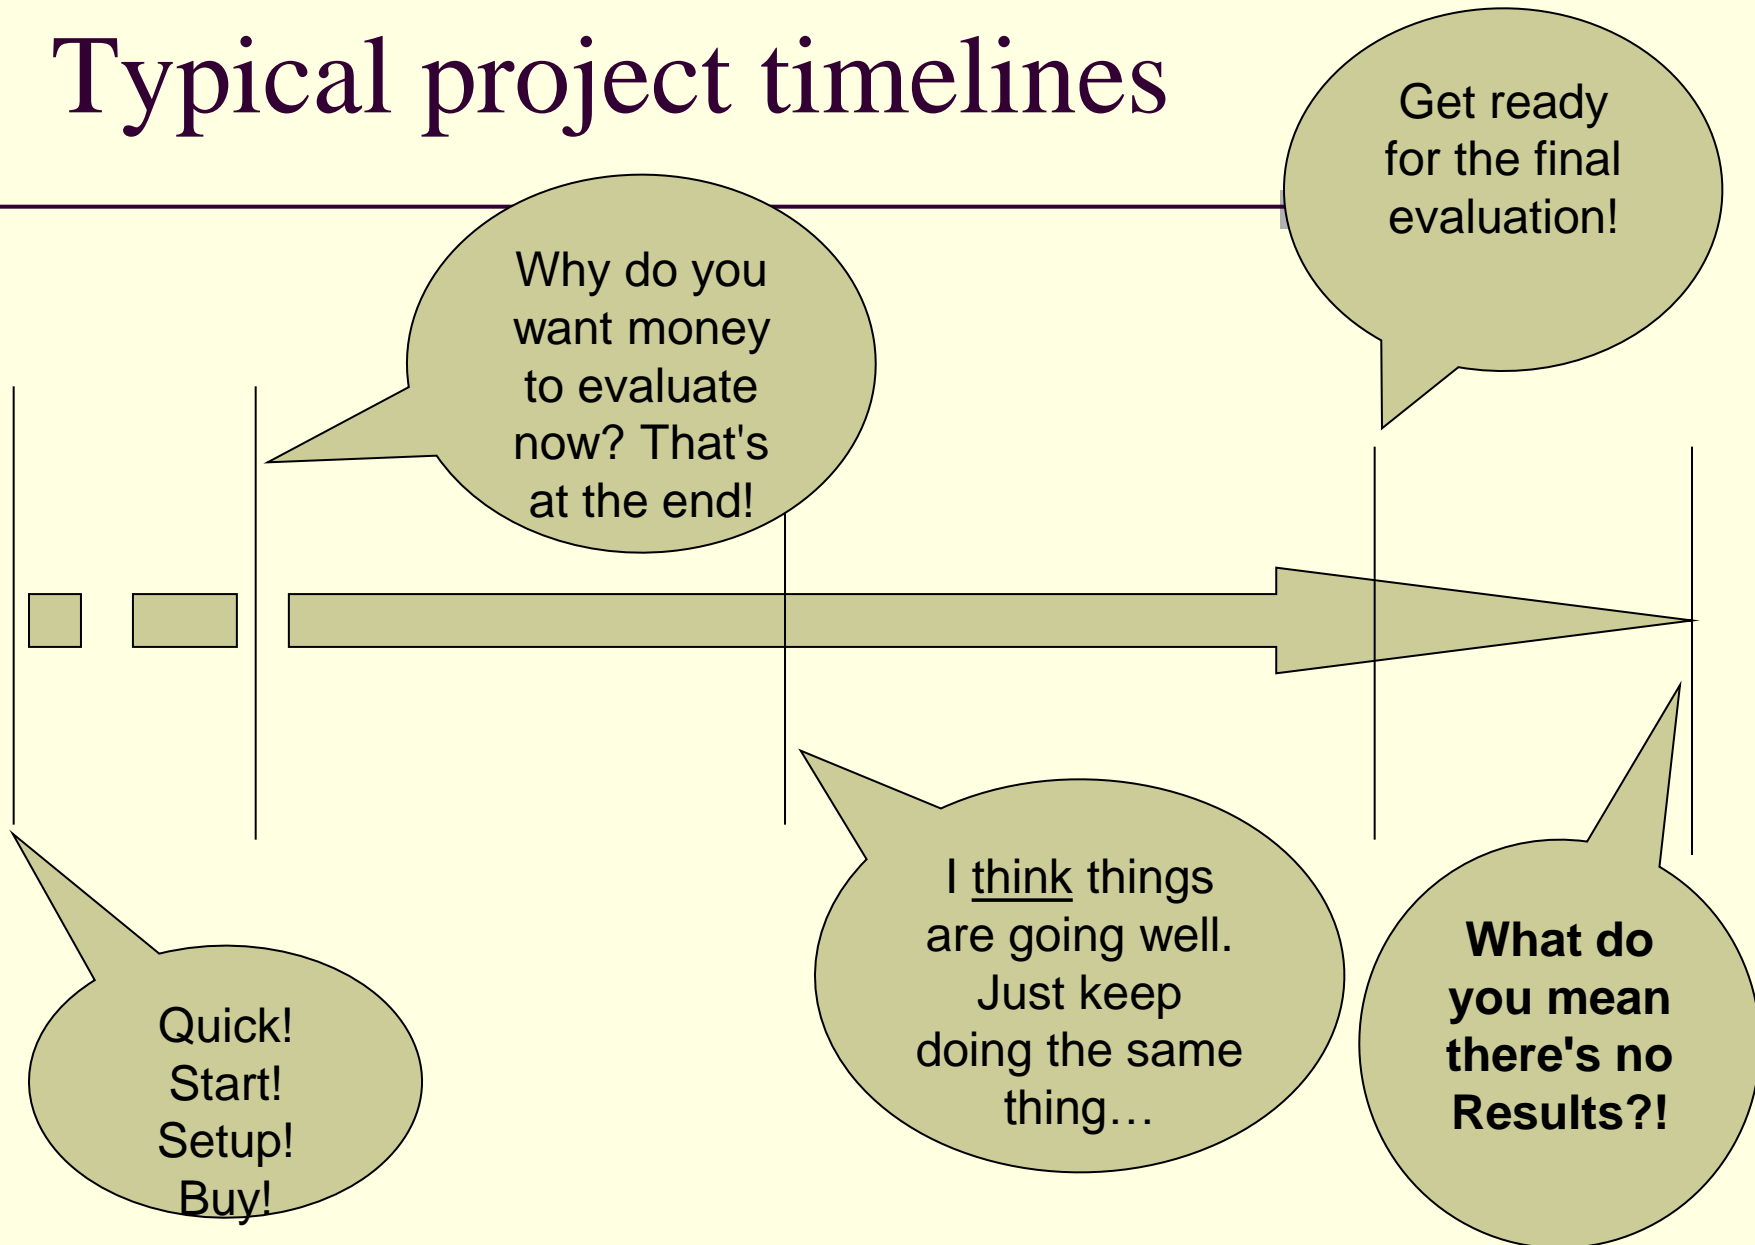 Typical project timelines
Get ready
for the final
evaluation!
Why do you
want money
to evaluate
now? That's
at the end!
I think things
are going well.
Just keep
doing the same
thing…
What do
you mean
there's no
Results?!
Quick!
Start!
Setup!
Buy!